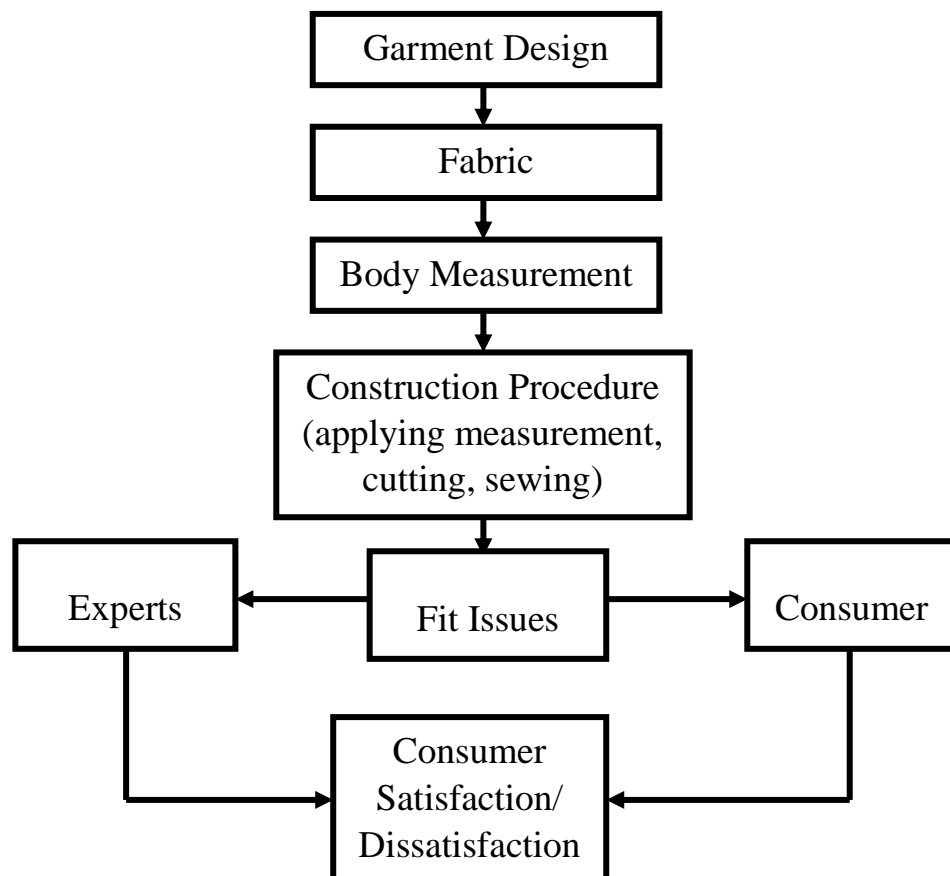 Garment Design
Fabric
Body Measurement
Construction Procedure
(applying measurement,
cutting, sewing)
Experts
Fit Issues
Consumer
Consumer
Satisfaction/
Dissatisfaction